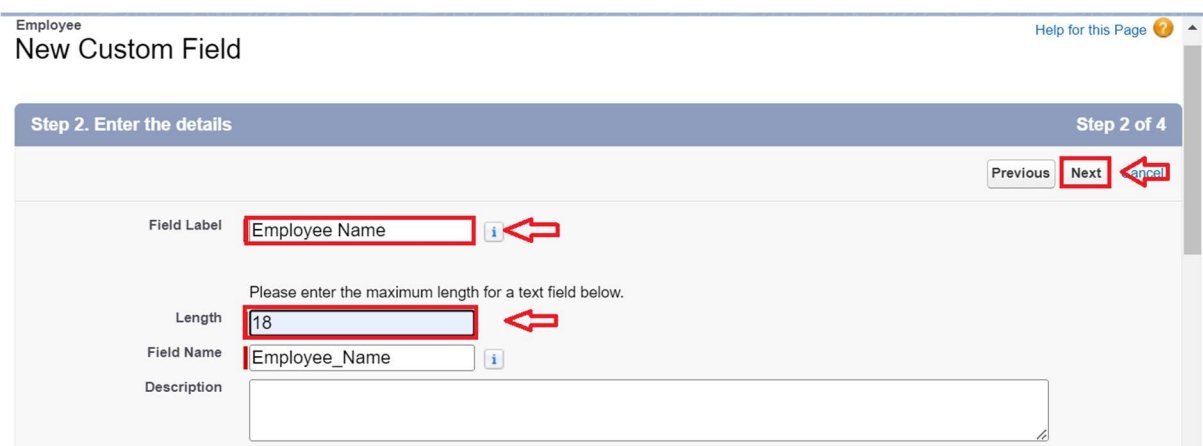 Employee
New Custom Field
Help for this Page
Step 2. Enter the details
Step 2 of 4
Previous Next Cancel
Field Label Employee Name
Please enter the maximum length for a text field below.
Length 18
Field Name Employee_Name
Description